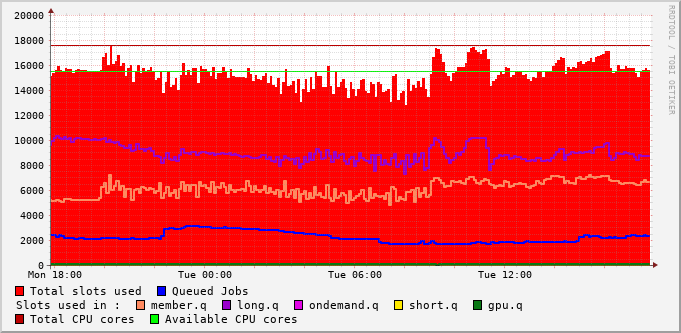 20000
18000
16000
14000
12000
10000
8000
6000
4000
2000
0
Mon 18:00 Tue 00:00 Tue 06:00 Tue 12:00
RRDTOOL / TOBI OETIKER
Total slots used Queued Jobs
Slots used in : member.q long.q ondemand.q short.q gpu.q
Total CPU cores Available CPU cores